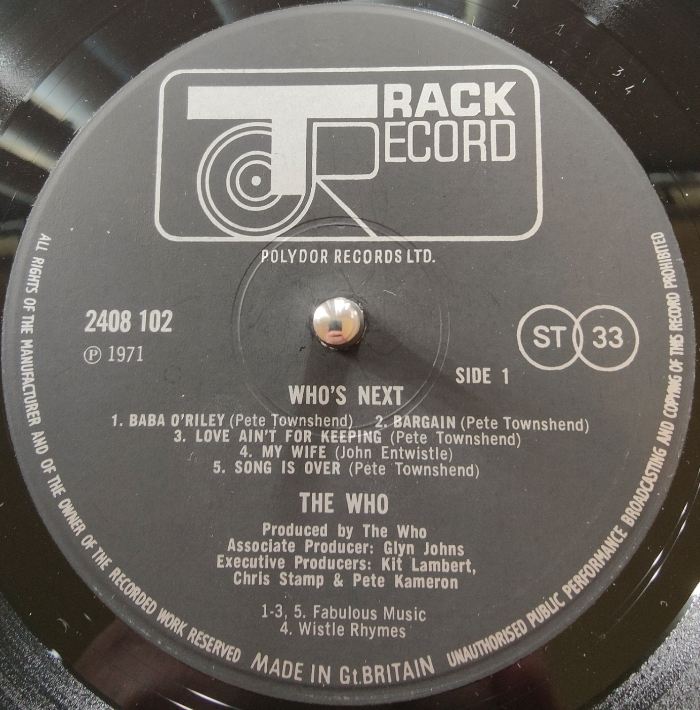 TRACK
RECORD
POLYDOR RECORDS LTD.
2408 102
℗ 1971
ST 33
SIDE 1
WHO'S NEXT
1. BABA O'RILEY (Pete Townshend) 2. BARGAIN (Pete Townshend)
3. LOVE AIN'T FOR KEEPING (Pete Townshend)
4. MY WIFE (John Entwistle)
5. SONG IS OVER (Pete Townshend)
THE WHO
Produced by The Who
Associate Producer: Glyn Johns
Executive Producers: Kit Lambert,
Chris Stamp & Pete Kameron
1-3, 5. Fabulous Music
4. Wistle Rhymes
ALL RIGHTS OF THE MANUFACTURER AND OF THE OWNER OF THE RECORDED WORK RESERVED
MADE IN Gt.BRITAIN
UNAUTHORISED PUBLIC PERFORMANCE BROADCASTING AND COPYING OF THIS RECORD PROHIBITED